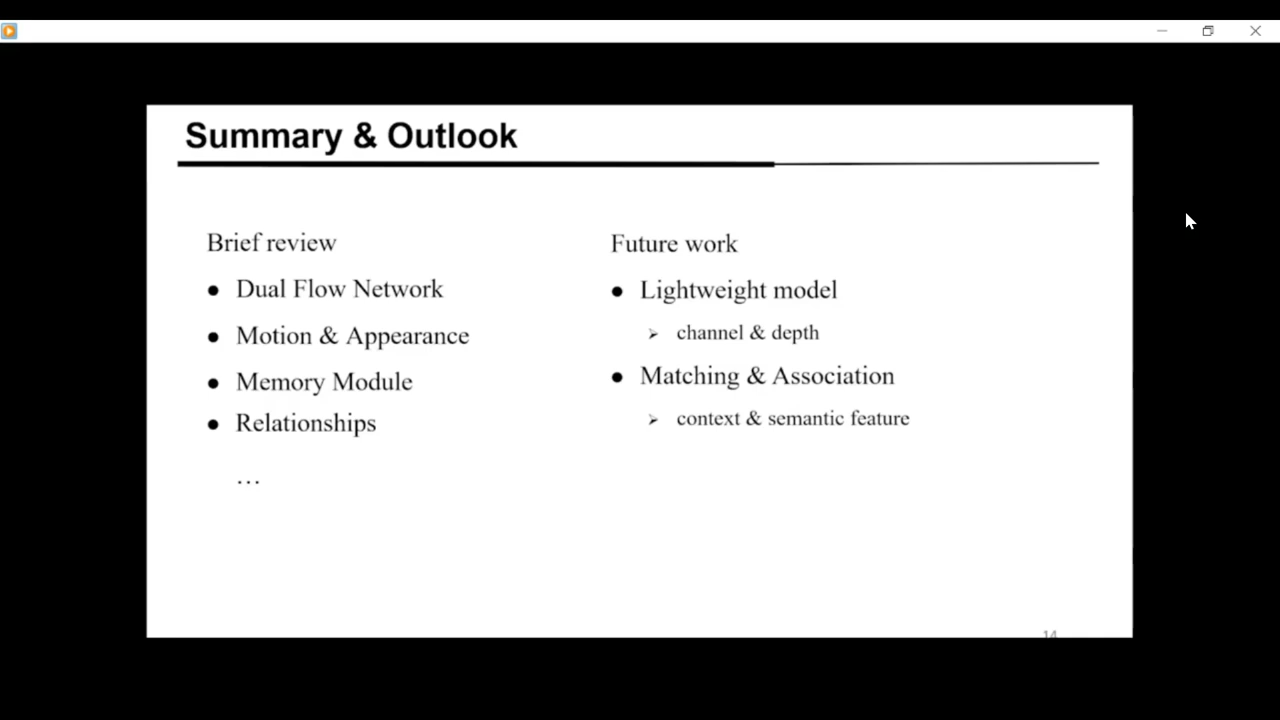 Summary & Outlook
Brief review
● Dual Flow Network
● Motion & Appearance
● Memory Module
● Relationships
…
Future work
● Lightweight model
➢ channel & depth
● Matching & Association
➢ context & semantic feature
14